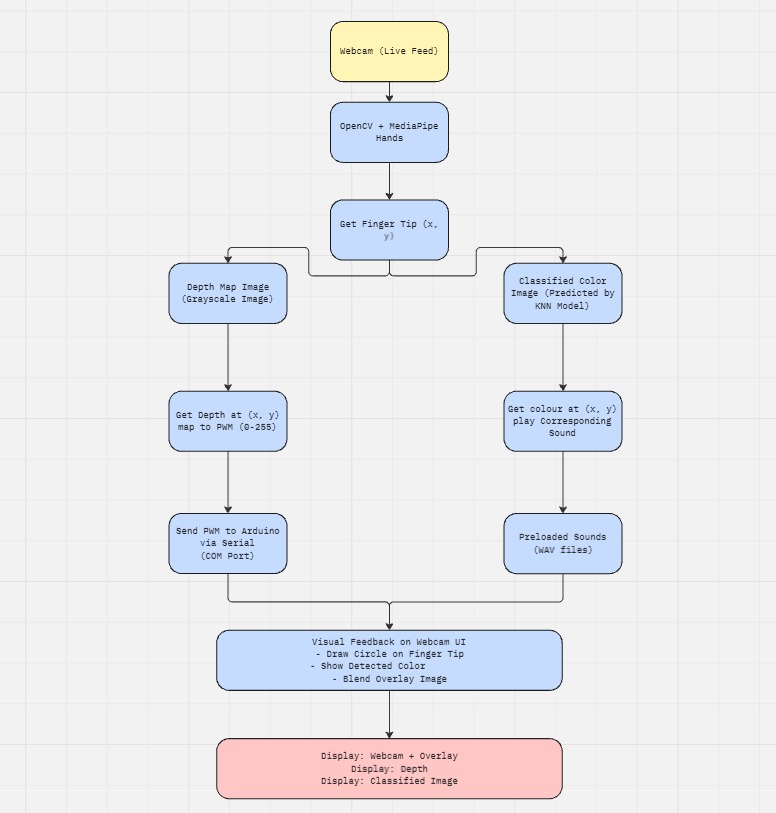 Webcam (Live Feed)
OpenCV + MediaPipe
Hands
Get Finger Tip (x,
y)
Depth Map Image
(Grayscale Image)
Classified Color
Image (Predicted by
KNN Model)
Get Depth at (x, y)
map to PWM (0-255)
Get colour at (x, y)
play Corresponding
Sound
Send PWM to Arduino
via Serial
(COM Port)
Preloaded Sounds
(WAV files)
Visual Feedback on Webcam UI
- Draw Circle on Finger Tip
- Show Detected Color
- Blend Overlay Image
Display: Webcam + Overlay
Display: Depth
Display: Classified Image